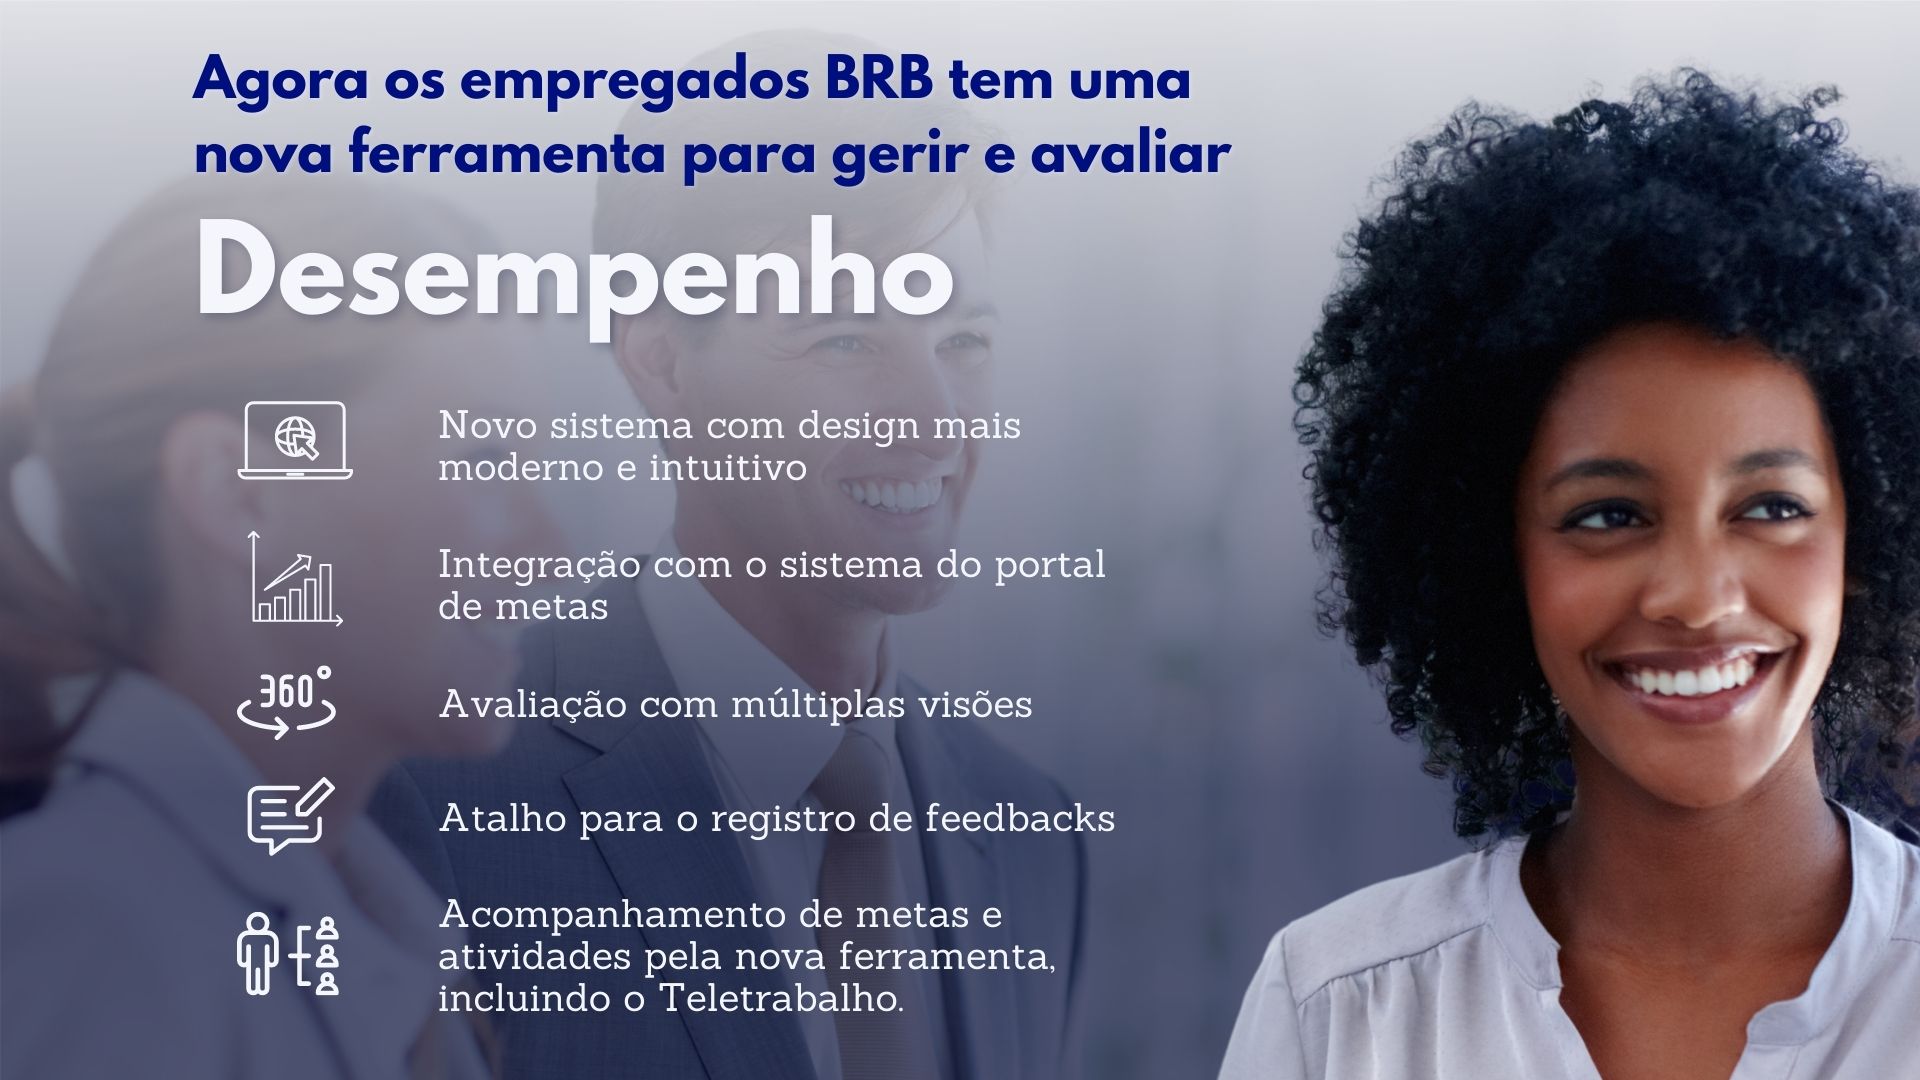 Agora os empregados BRB tem uma
nova ferramenta para gerir e avaliar
Desempenho
Novo sistema com design mais
moderno e intuitivo
Integração com o sistema do portal
de metas
360°
Avaliação com múltiplas visões
Atalho para o registro de feedbacks
Acompanhamento de metas e
atividades pela nova ferramenta,
incluindo o Teletrabalho.